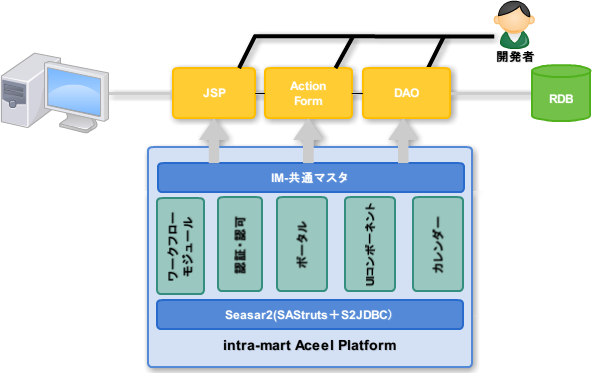 開発者
JSP
Action
Form
DAO
RDB
IM-共通マスタ
ワークフロー
モジュール
認証・認可
ポータル
UIコンポーネント
カレンダー
Seasar2(SAStruts＋S2JDBC）
intra-mart Aceel Platform